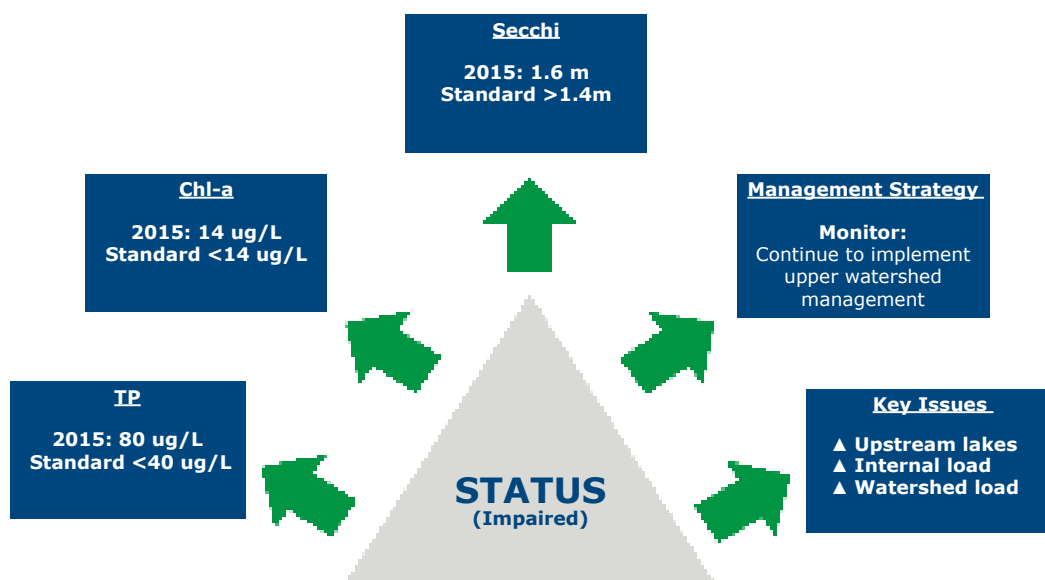 Secchi
2015: 1.6 m
Standard >1.4m
Chl-a
2015: 14 ug/L
Standard <14 ug/L
Management Strategy
Monitor:
Continue to implement
upper watershed
management
TP
2015: 80 ug/L
Standard <40 ug/L
Key Issues
▲ Upstream lakes
▲ Internal load
▲ Watershed load
STATUS
(Impaired)